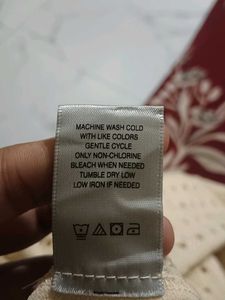 MACHINE WASH COLD
WITH LIKE COLORS
GENTLE CYCLE
ONLY NON-CHLORINE
BLEACH WHEN NEEDED
TUMBLE DRY LOW
LOW IRON IF NEEDED